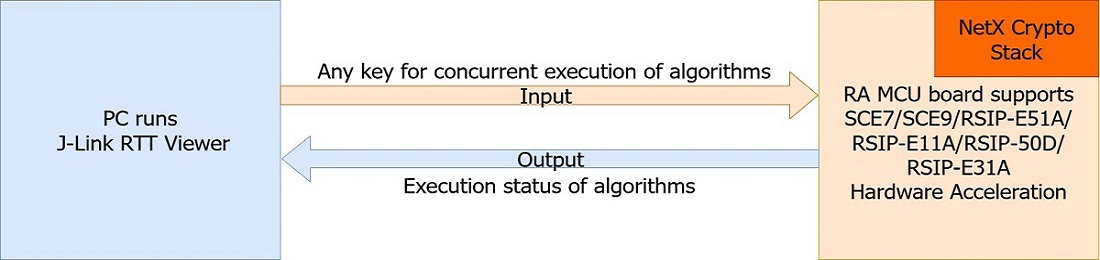 PC runs
J-Link RTT Viewer
Any key for concurrent execution of algorithms
Input
Output
Execution status of algorithms
NetX Crypto
Stack
RA MCU board supports
SCE7/SCE9/RSIP-E51A/
RSIP-E11A/RSIP-50D/
RSIP-E31A
Hardware Acceleration